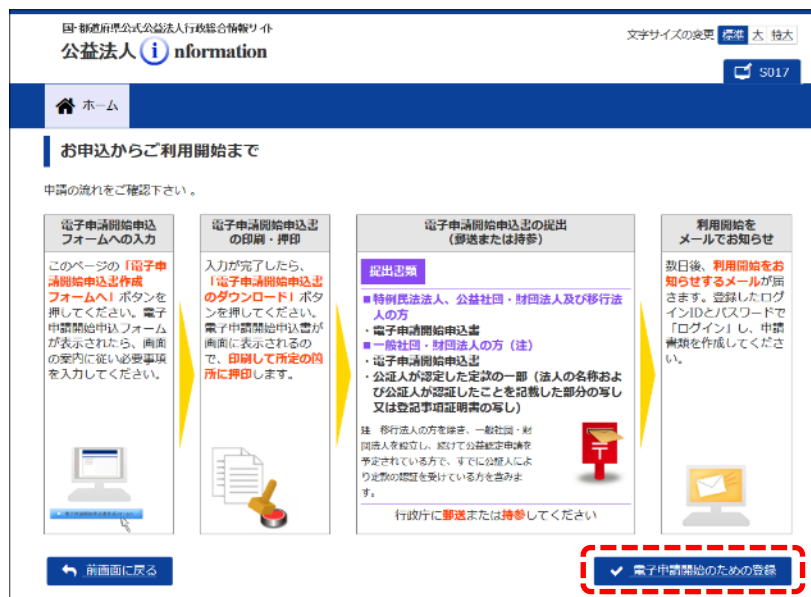 国・都道府県公式公益法人行政総合情報サイト
公益法人 information
文字サイズの変更 標準 大 特大
S017
ホーム
お申込からご利用開始まで
申請の流れをご確認下さい。
電子申請開始申込
フォームへの入力
このページの「電子申
請開始申込書作成
フォームへ」ボタンを
押してください。電子
申請開始申込フォーム
が表示されたら、画面
の案内に従い必要事項
を入力してください。
電子申請開始申込書
の印刷・押印
入力が完了したら、
「電子申請開始申込書
のダウンロード」ボタ
ンを押してください。
電子申請開始申込書が
画面に表示されるの
で、印刷して所定の箇
所に押印します。
電子申請開始申込書の提出
(郵送または持参)
提出書類
■特例民法法人、公益社団・財団法人及び移行法
人の方
・電子申請開始申込書
■一般社団・財団法人の方（注）
・電子申請開始申込書
・公証人が認定した定款の一部（法人の名称およ
び公証人が認証したことを記載した部分の写し
又は登記事項証明書の写し）
注 移行法人の方を除き、一般社団・財
団法人を設立し、続けて公益認定申請を
予定されている方で、すでに公証人によ
り定款の認証を受けている方を含みま
す。
行政庁に郵送または持参してください
利用開始を
メールでお知らせ
数日後、利用開始をお
知らせするメールが届
きます。登録したログ
インIDとパスワードで
「ログイン」し、申請
書類を作成してくださ
い。
前画面に戻る
電子申請開始のための登録